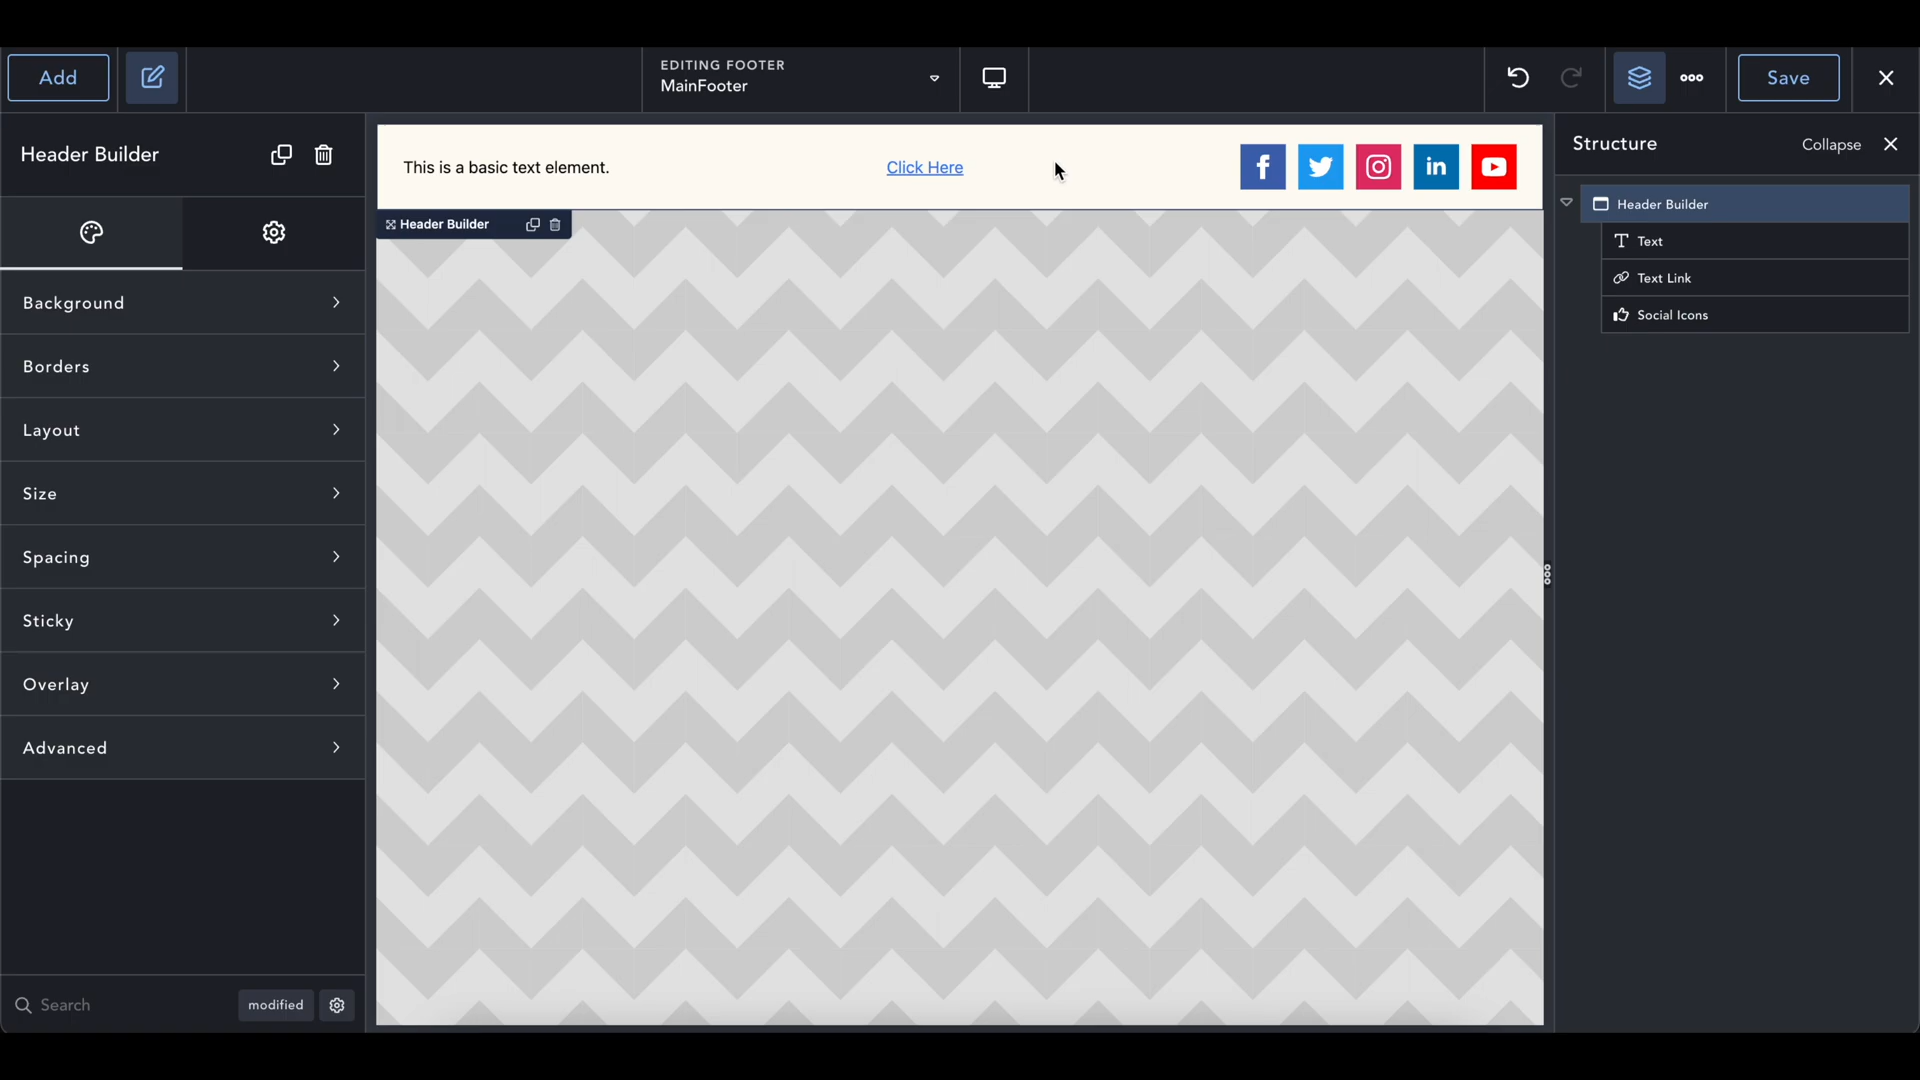 Add
EDITING FOOTER
MainFooter
Save
Header Builder
Background
Borders
Layout
Size
Spacing
Sticky
Overlay
Advanced
Search
modified
This is a basic text element.
Click Here
Header Builder
Structure
Collapse
Header Builder
Text
Text Link
Social Icons